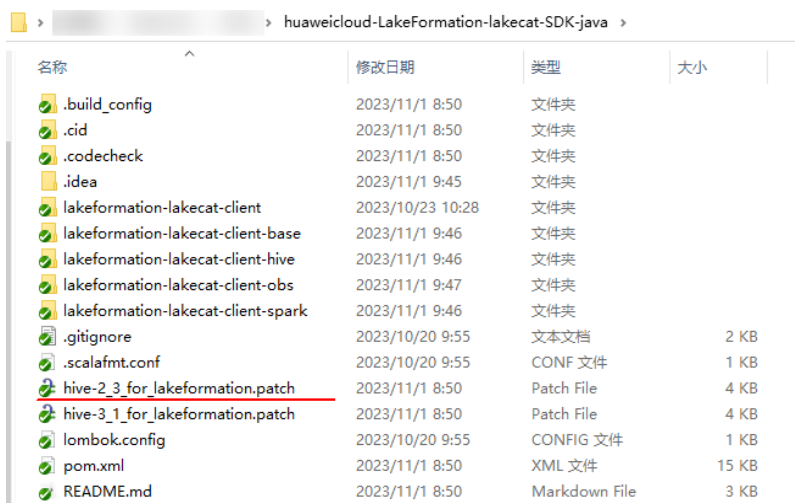 huaweicloud-LakeFormation-lakecat-SDK-java
名称 修改日期 类型 大小
.build_config 2023/11/1 8:50 文件夹
.cid 2023/11/1 8:50 文件夹
.codecheck 2023/11/1 8:50 文件夹
.idea 2023/11/1 9:45 文件夹
lakeformation-lakecat-client 2023/10/23 10:28 文件夹
lakeformation-lakecat-client-base 2023/11/1 9:46 文件夹
lakeformation-lakecat-client-hive 2023/11/1 9:46 文件夹
lakeformation-lakecat-client-obs 2023/11/1 9:47 文件夹
lakeformation-lakecat-client-spark 2023/11/1 9:46 文件夹
.gitignore 2023/10/20 9:55 文本文档 2 KB
.scalafmt.conf 2023/10/20 9:55 CONF 文件 1 KB
hive-2_3_for_lakeformation.patch 2023/11/1 8:50 Patch File 4 KB
hive-3_1_for_lakeformation.patch 2023/11/1 8:50 Patch File 4 KB
lombok.config 2023/10/20 9:55 CONFIG 文件 1 KB
pom.xml 2023/11/1 8:50 XML 文件 15 KB
README.md 2023/11/1 8:50 Markdown File 3 KB